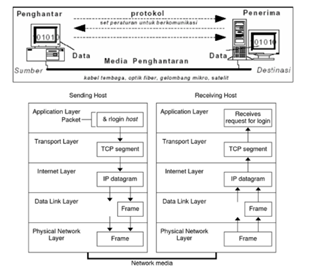 Penghantar protokol Penerima
set peraturan untuk berkomunikasi
01010 01010
Data Data
Media Penghantaran
Sumber Destinasi
kabel tembaga, optik fiber, gelombang mikro, satelit
Sending Host Receiving Host
Application Layer & rlogin host Application Layer Receives
Packet request for login
Transport Layer TCP segment Transport Layer TCP segment
Internet Layer IP datagram Internet Layer IP datagram
Data Link Layer Frame Data Link Layer Frame
Physical Network Frame Physical Network Frame
Layer Layer
Network media